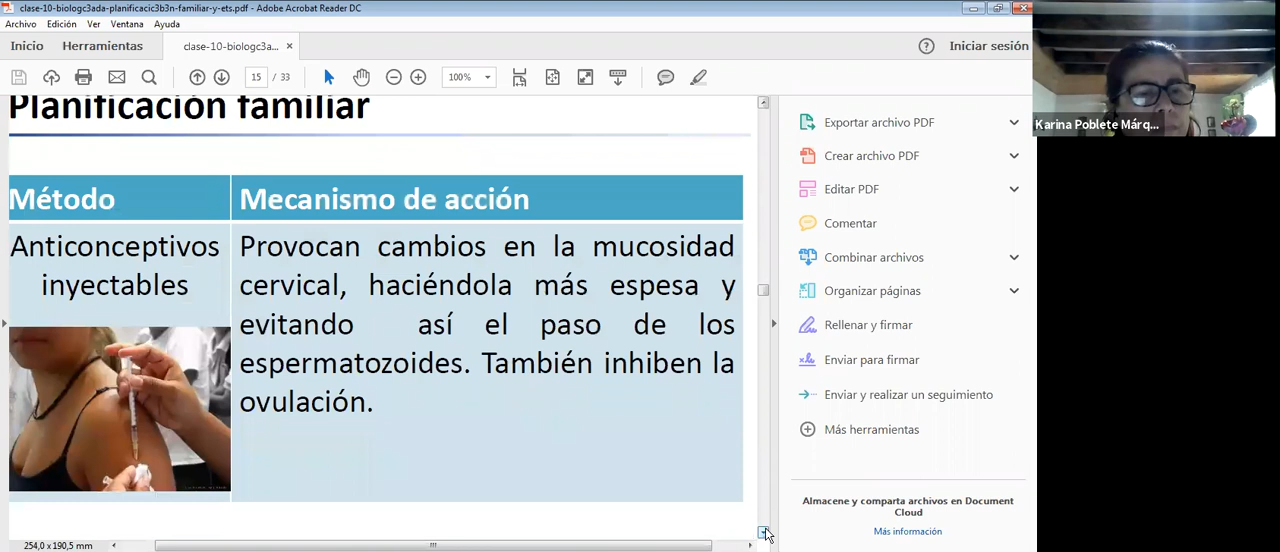 clase-10-biologc3ada-planificacic3b3n-familiar-y-ets.pdf - Adobe Acrobat Reader DC
Archivo Edición Ver Ventana Ayuda
Inicio Herramientas clase-10-biologc3a... × Iniciar sesión
15 / 33 100%
Planificación familiar
Método Mecanismo de acción
Anticonceptivos
inyectables
Provocan cambios en la mucosidad
cervical, haciéndola más espesa y
evitando así el paso de los
espermatozoides. También inhiben la
ovulación.
254,0 x 190,5 mm
Exportar archivo PDF
Crear archivo PDF
Editar PDF
Comentar
Combinar archivos
Organizar páginas
Rellenar y firmar
Enviar para firmar
Enviar y realizar un seguimiento
Más herramientas
Almacene y comparta archivos en Document
Cloud
Más información
Karina Poblete Márq...